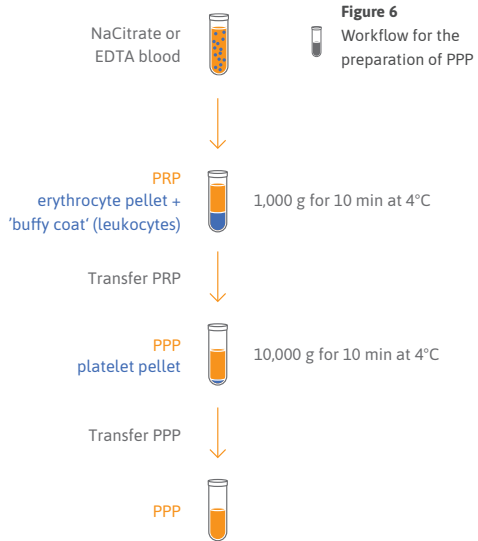 Figure 6
Workflow for the
preparation of PPP
NaCitrate or
EDTA blood
PRP
erythrocyte pellet +
‘buffy coat‘ (leukocytes)
1,000 g for 10 min at 4°C
Transfer PRP
PPP
platelet pellet
10,000 g for 10 min at 4°C
Transfer PPP
PPP